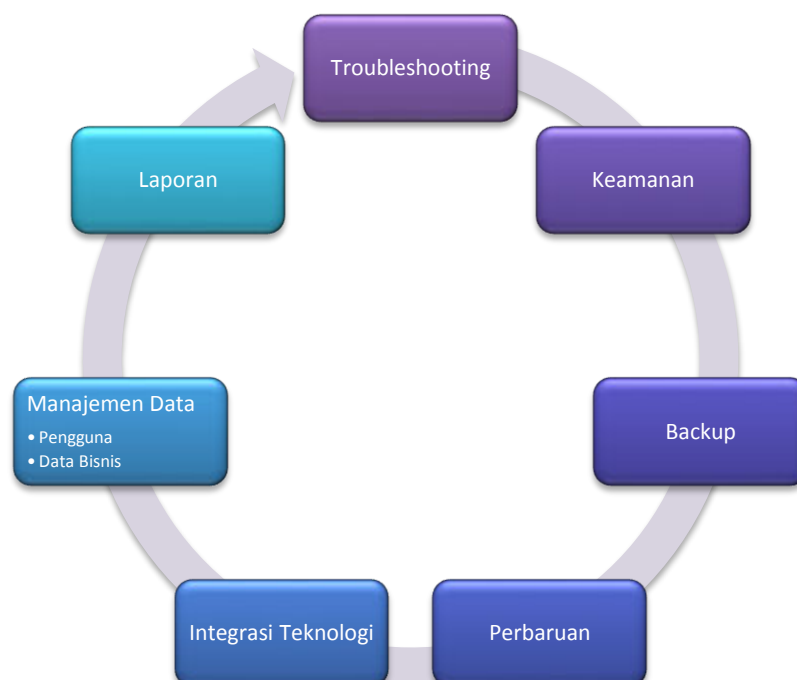 Troubleshooting
Keamanan
Backup
Perbaruan
Integrasi Teknologi
Manajemen Data
• Pengguna
• Data Bisnis
Laporan